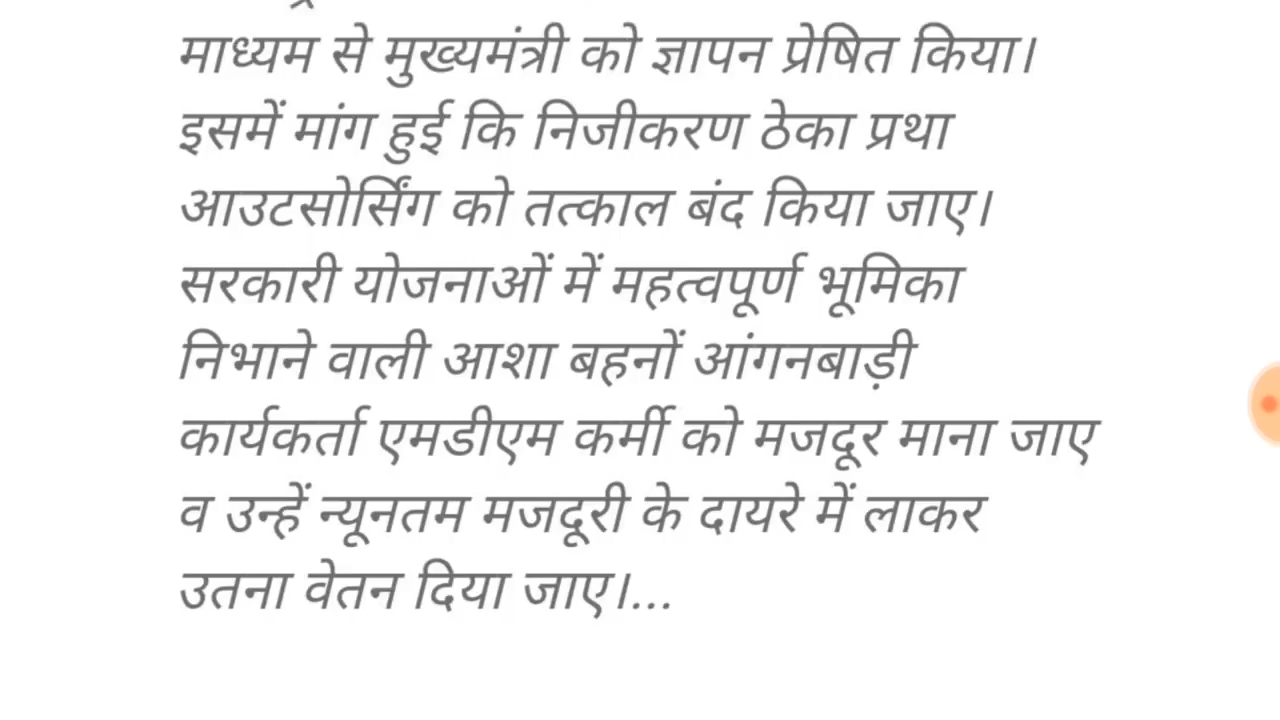 माध्यम से मुख्यमंत्री को ज्ञापन प्रेषित किया।
इसमें मांग हुई कि निजीकरण ठेका प्रथा
आउटसोर्सिंग को तत्काल बंद किया जाए।
सरकारी योजनाओं में महत्वपूर्ण भूमिका
निभाने वाली आशा बहनों आंगनबाड़ी
कार्यकर्ता एमडीएम कर्मी को मजदूर माना जाए
व उन्हें न्यूनतम मजदूरी के दायरे में लाकर
उतना वेतन दिया जाए।...